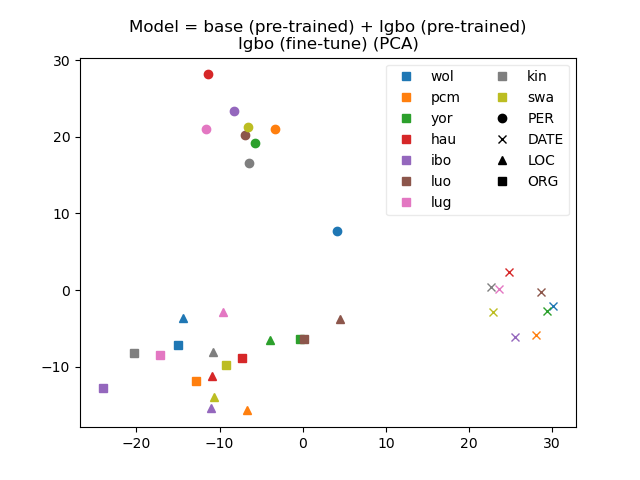 Model = base (pre-trained) + Igbo (pre-trained)
Igbo (fine-tune) (PCA)
30
20
10
0
−10
−20
−10
0
10
20
30
wol
pcm
yor
hau
ibo
luo
lug
kin
swa
PER
DATE
LOC
ORG